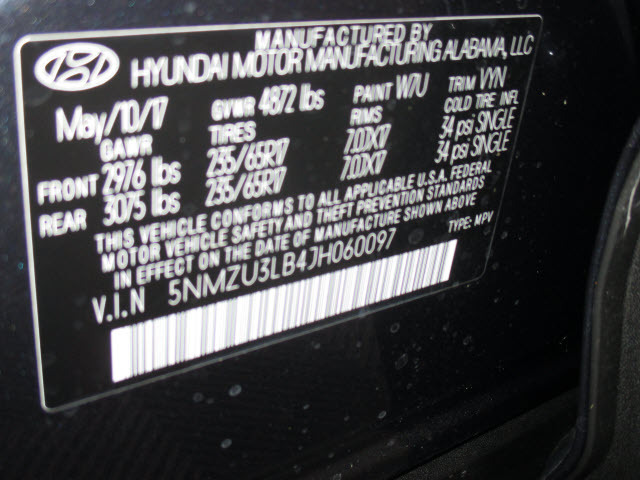 MANUFACTURED BY
HYUNDAI MOTOR MANUFACTURING ALABAMA, LLC
May/10/17 GVWR 4872 lbs PAINT W7U TRIM VYN
GAWR TIRES RIMS COLD TIRE INFL
FRONT 2976 lbs 235/65R17 7.0JX17 34 psi SINGLE
REAR 3075 lbs 235/65R17 7.0JX17 34 psi SINGLE
THIS VEHICLE CONFORMS TO ALL APPLICABLE U.S.A. FEDERAL
MOTOR VEHICLE SAFETY AND THEFT PREVENTION STANDARDS
IN EFFECT ON THE DATE OF MANUFACTURE SHOWN ABOVE
V.I.N 5NMZU3LB4JH060097 TYPE: MPV